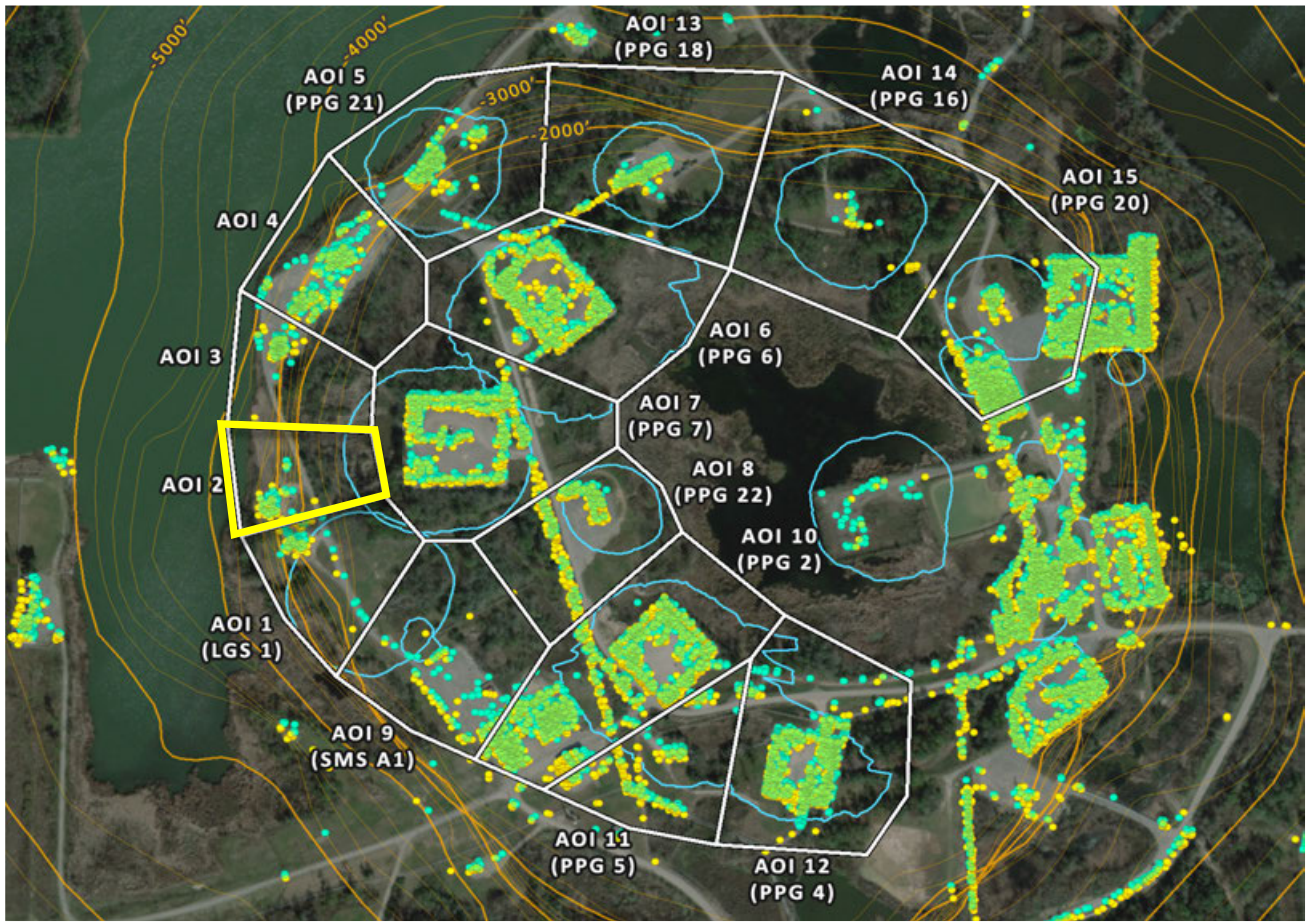 -5000'
-4000'
AOI 13
(PPG 18)
AOI 5
(PPG 21)
AOI 14
(PPG 16)
-3000'
-2000'
AOI 15
(PPG 20)
AOI 4
AOI 3
AOI 6
(PPG 6)
AOI 7
(PPG 7)
AOI 2
AOI 8
(PPG 22)
AOI 10
(PPG 2)
AOI 1
(LGS 1)
AOI 9
(SMS A1)
AOI 11
(PPG 5)
AOI 12
(PPG 4)